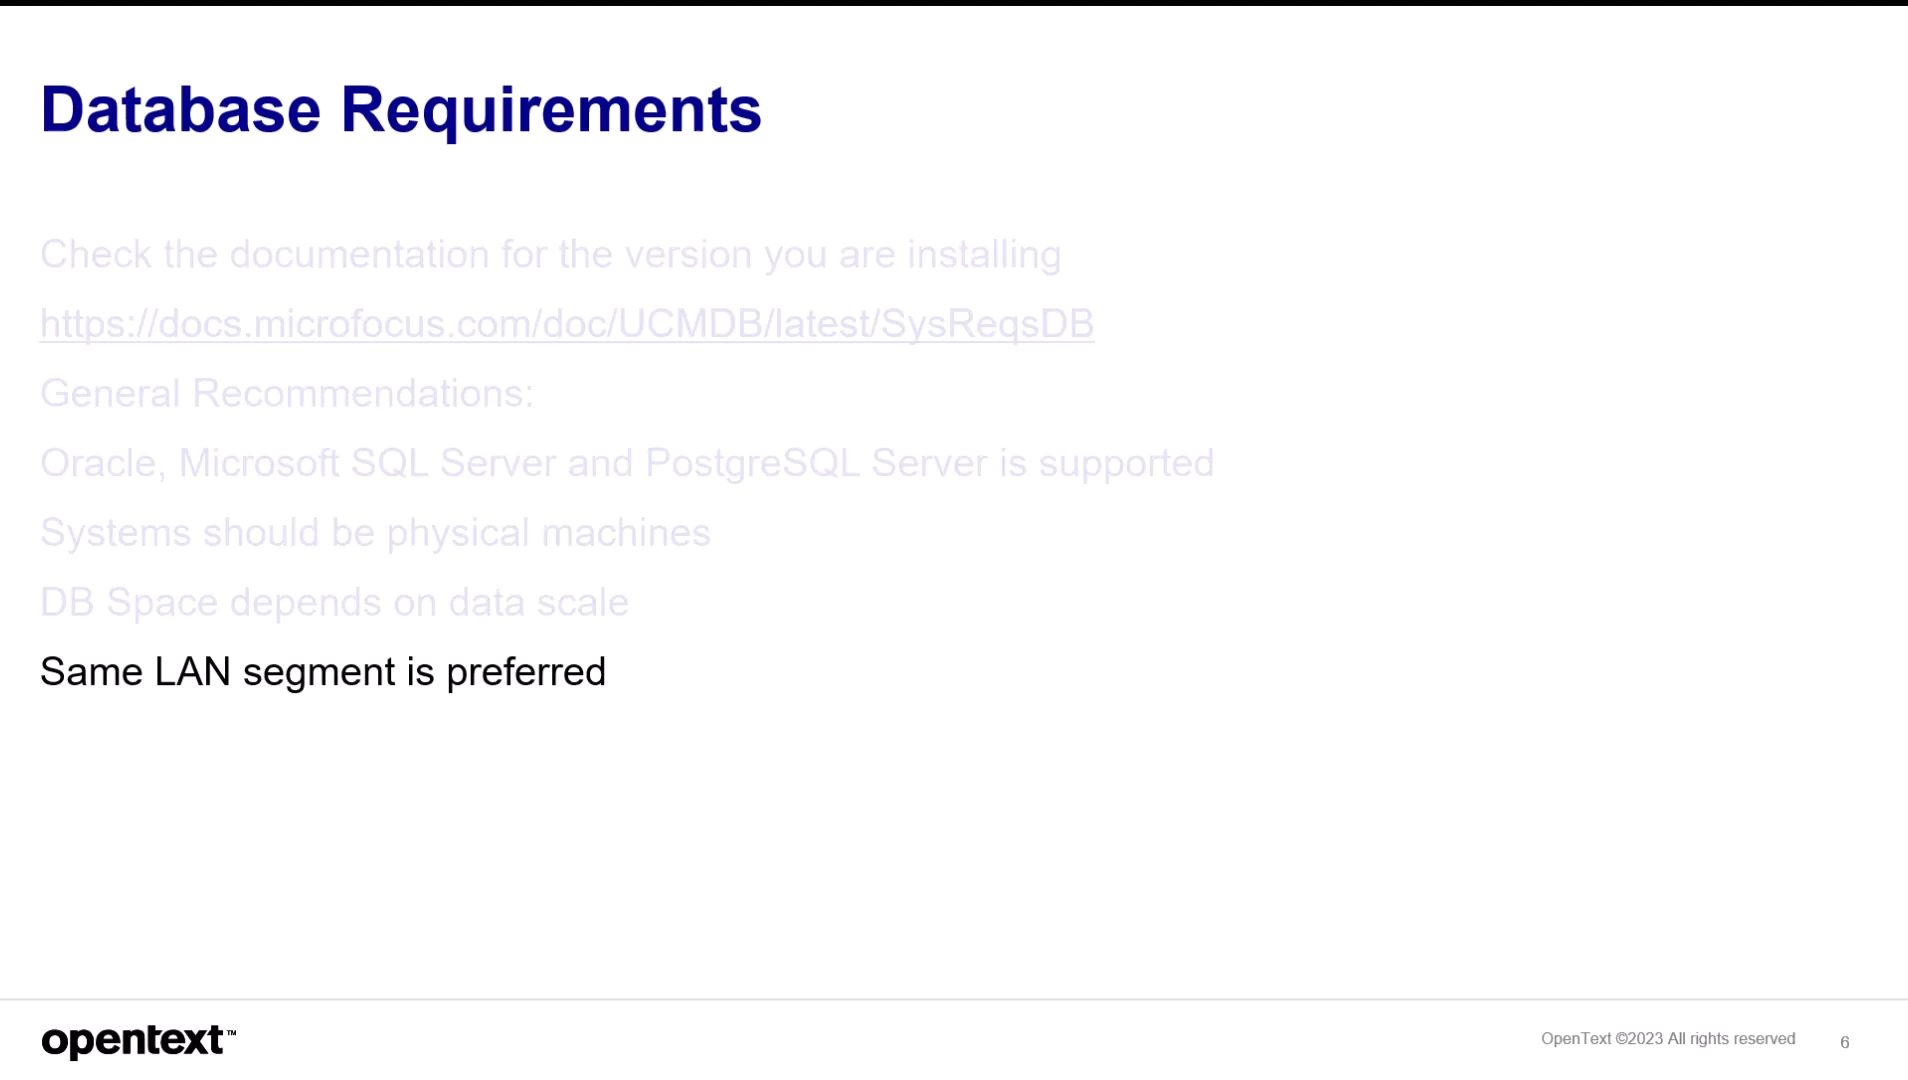 Database Requirements
Check the documentation for the version you are installing
https://docs.microfocus.com/doc/UCMDB/latest/SysReqsDB
General Recommendations:
Oracle, Microsoft SQL Server and PostgreSQL Server is supported
Systems should be physical machines
DB Space depends on data scale
Same LAN segment is preferred
opentext™
OpenText ©2023 All rights reserved 6